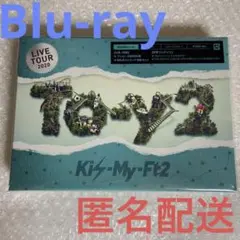 Blu-ray
LIVE TOUR
2020
To-y2
Kis-My-Ft2
匿名配送